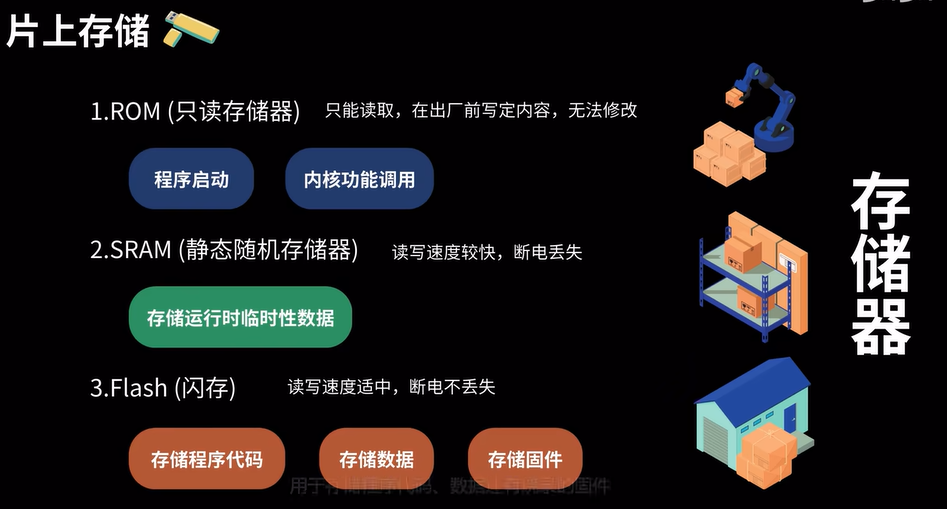 片上存储
1.ROM (只读存储器) 只能读取，在出厂前写定内容，无法修改
程序启动 内核功能调用
2.SRAM (静态随机存储器) 读写速度较快，断电丢失
存储运行时临时性数据
3.Flash (闪存) 读写速度适中，断电不丢失
存储程序代码 存储数据 存储固件
存储器